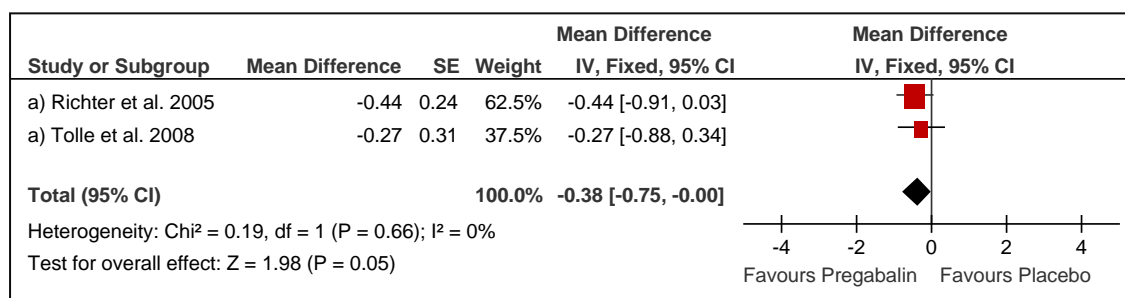 Mean Difference Mean Difference
Study or Subgroup Mean Difference SE Weight IV, Fixed, 95% CI IV, Fixed, 95% CI
a) Richter et al. 2005 -0.44 0.24 62.5% -0.44 [-0.91, 0.03]
a) Tolle et al. 2008 -0.27 0.31 37.5% -0.27 [-0.88, 0.34]
Total (95% CI) 100.0% -0.38 [-0.75, -0.00]
Heterogeneity: Chi² = 0.19, df = 1 (P = 0.66); I² = 0%
Test for overall effect: Z = 1.98 (P = 0.05)
-4 -2 0 2 4
Favours Pregabalin Favours Placebo